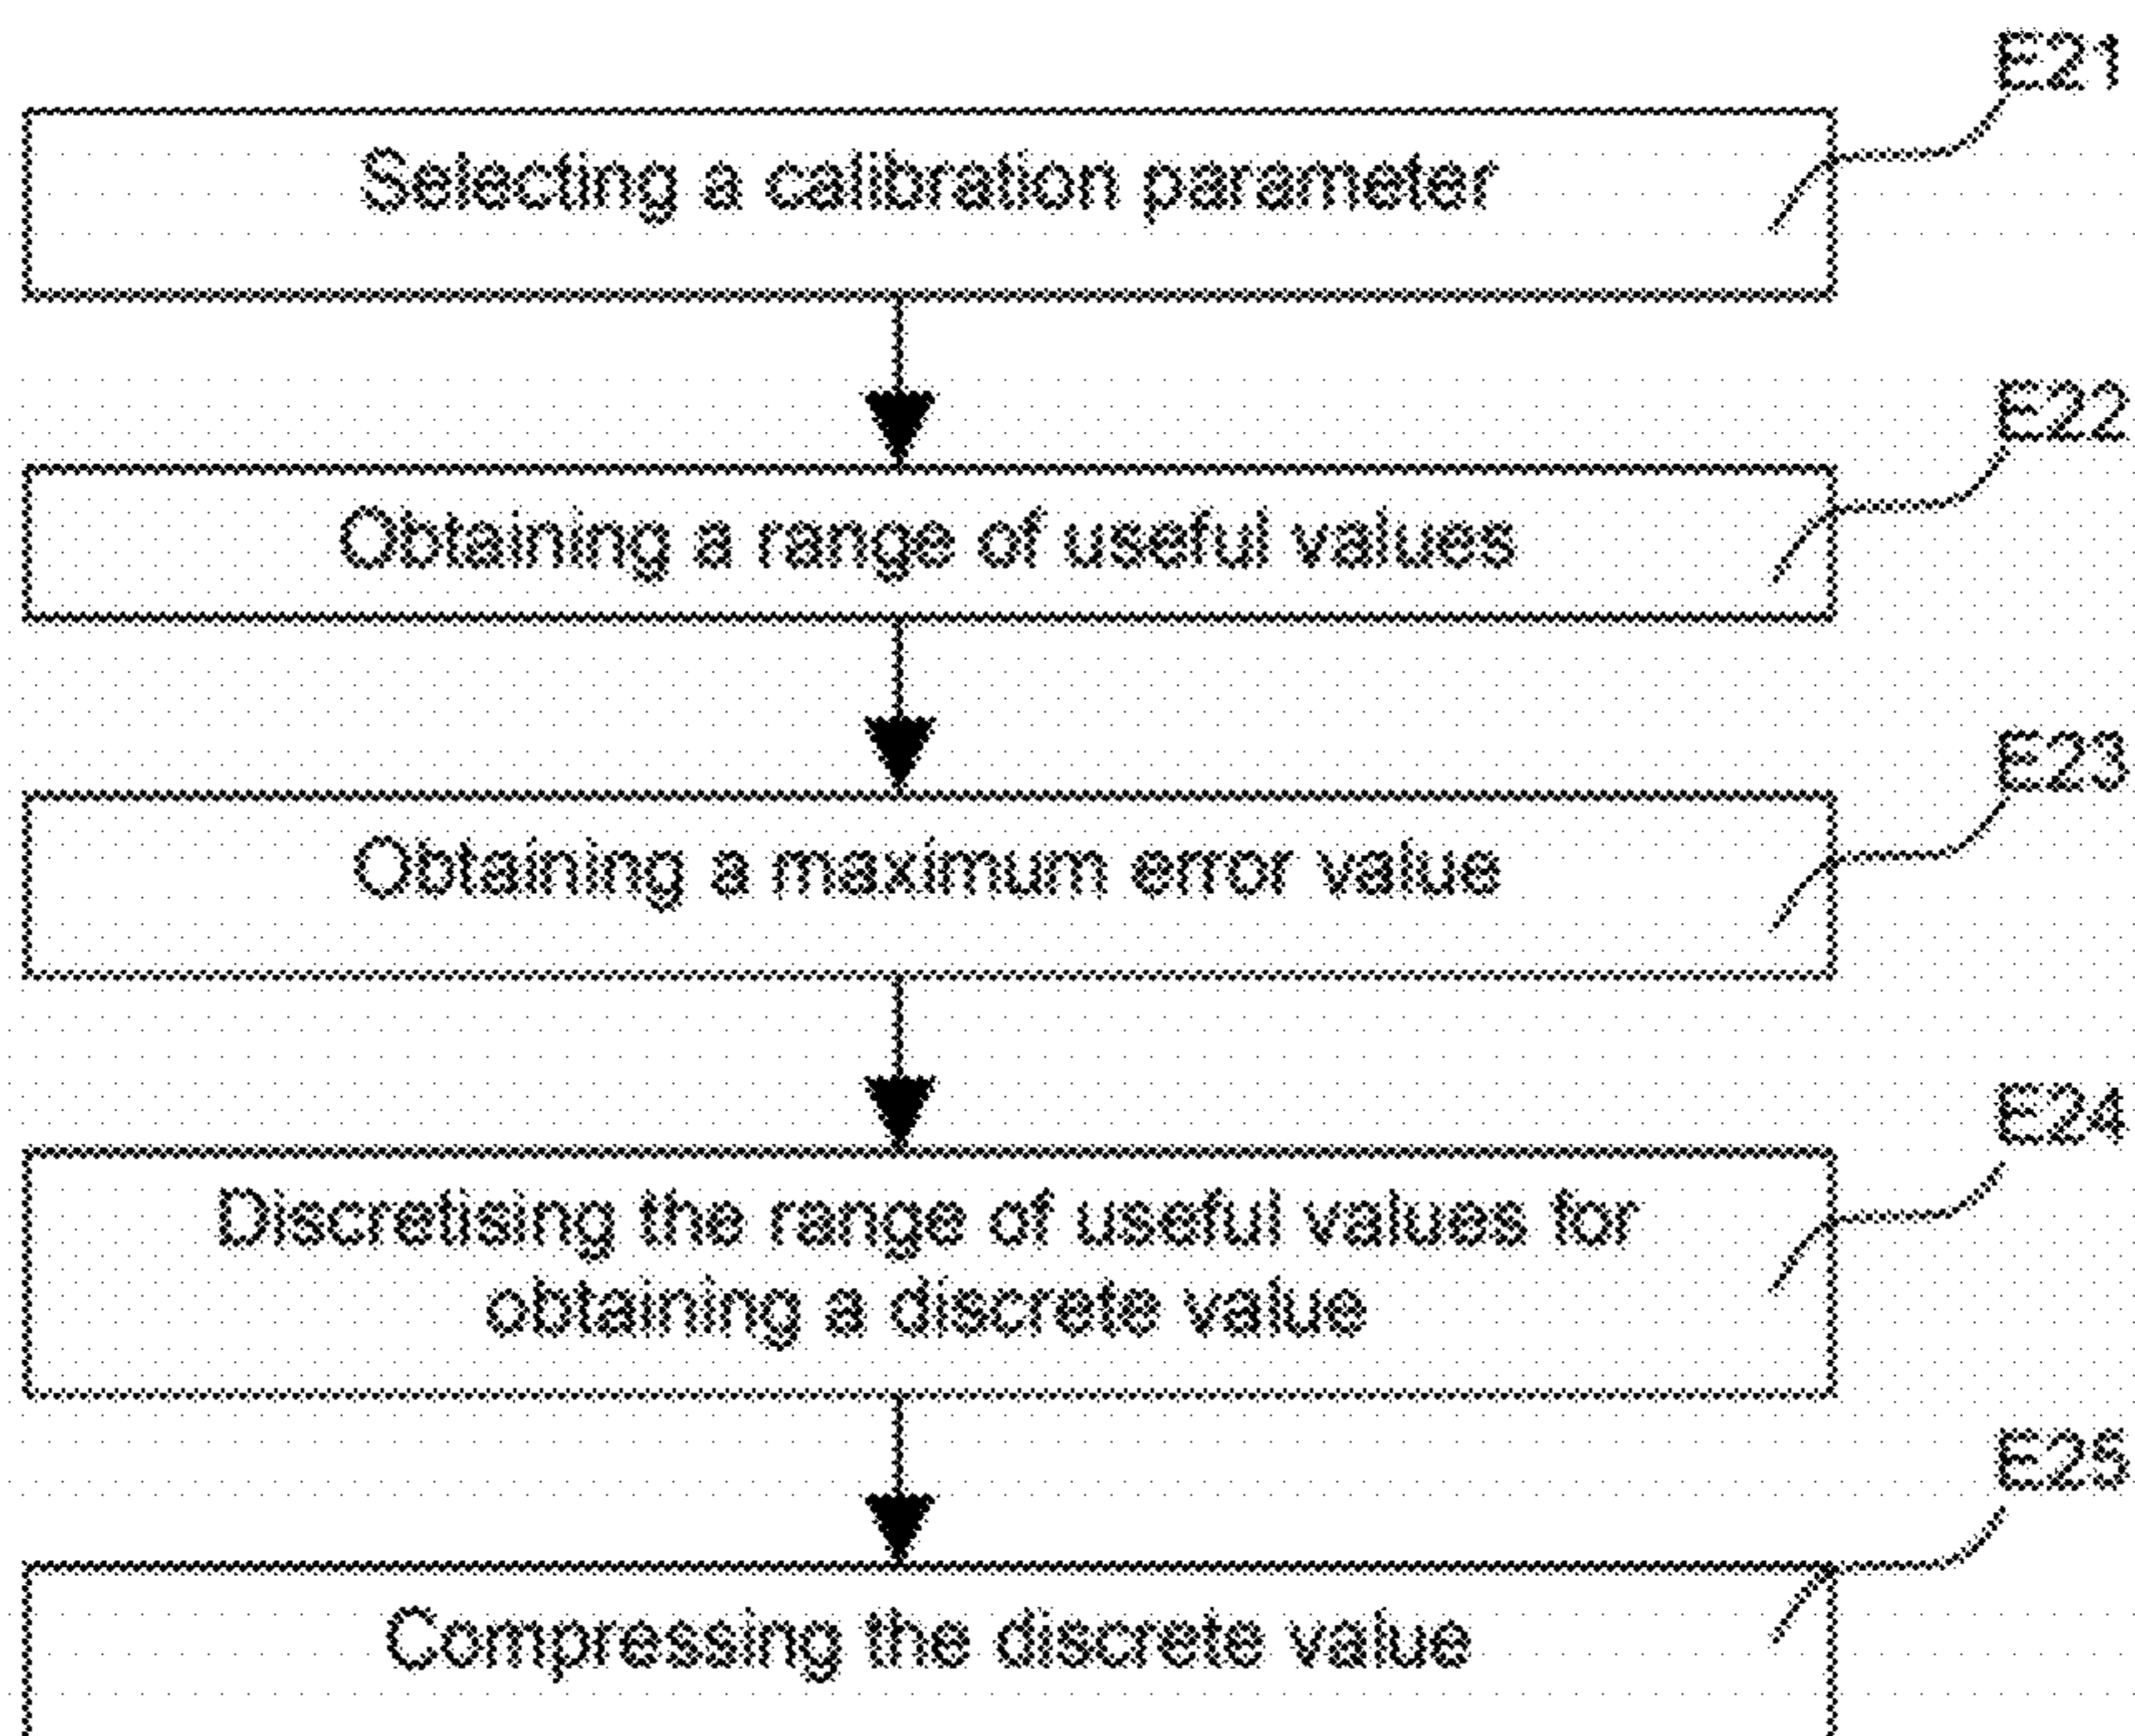 E21
Selecting a calibration parameter
E22
Obtaining a range of useful values
E23
Obtaining a maximum error value
E24
Discretising the range of useful values for
obtaining a discrete value
E25
Compressing the discrete value